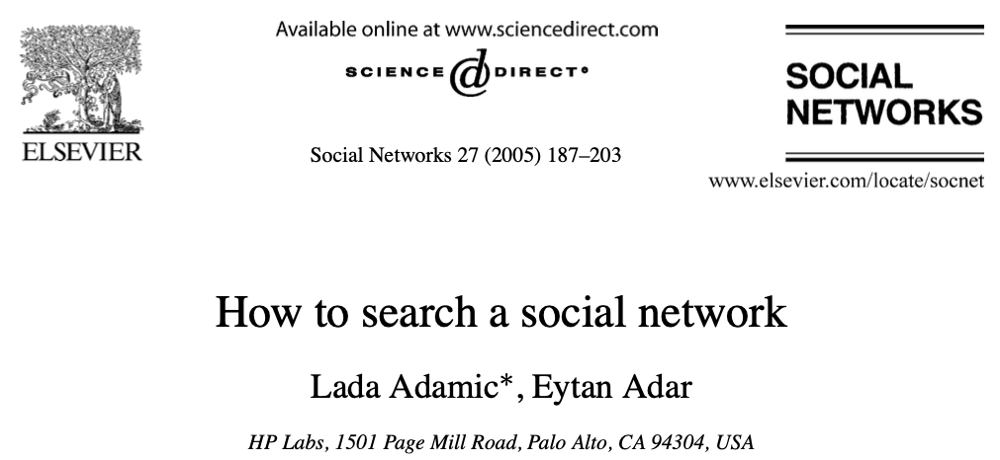 Available online at www.sciencedirect.com
SCIENCE DIRECT®
ELSEVIER
Social Networks 27 (2005) 187–203
SOCIAL
NETWORKS
www.elsevier.com/locate/socnet
How to search a social network
Lada Adamic*, Eytan Adar
HP Labs, 1501 Page Mill Road, Palo Alto, CA 94304, USA